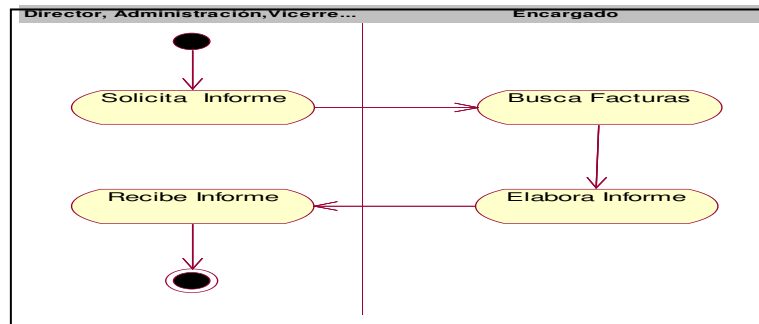 Director, Administración,Vicerre... Encargado
Solicita Informe Busca Facturas
Recibe Informe Elabora Informe